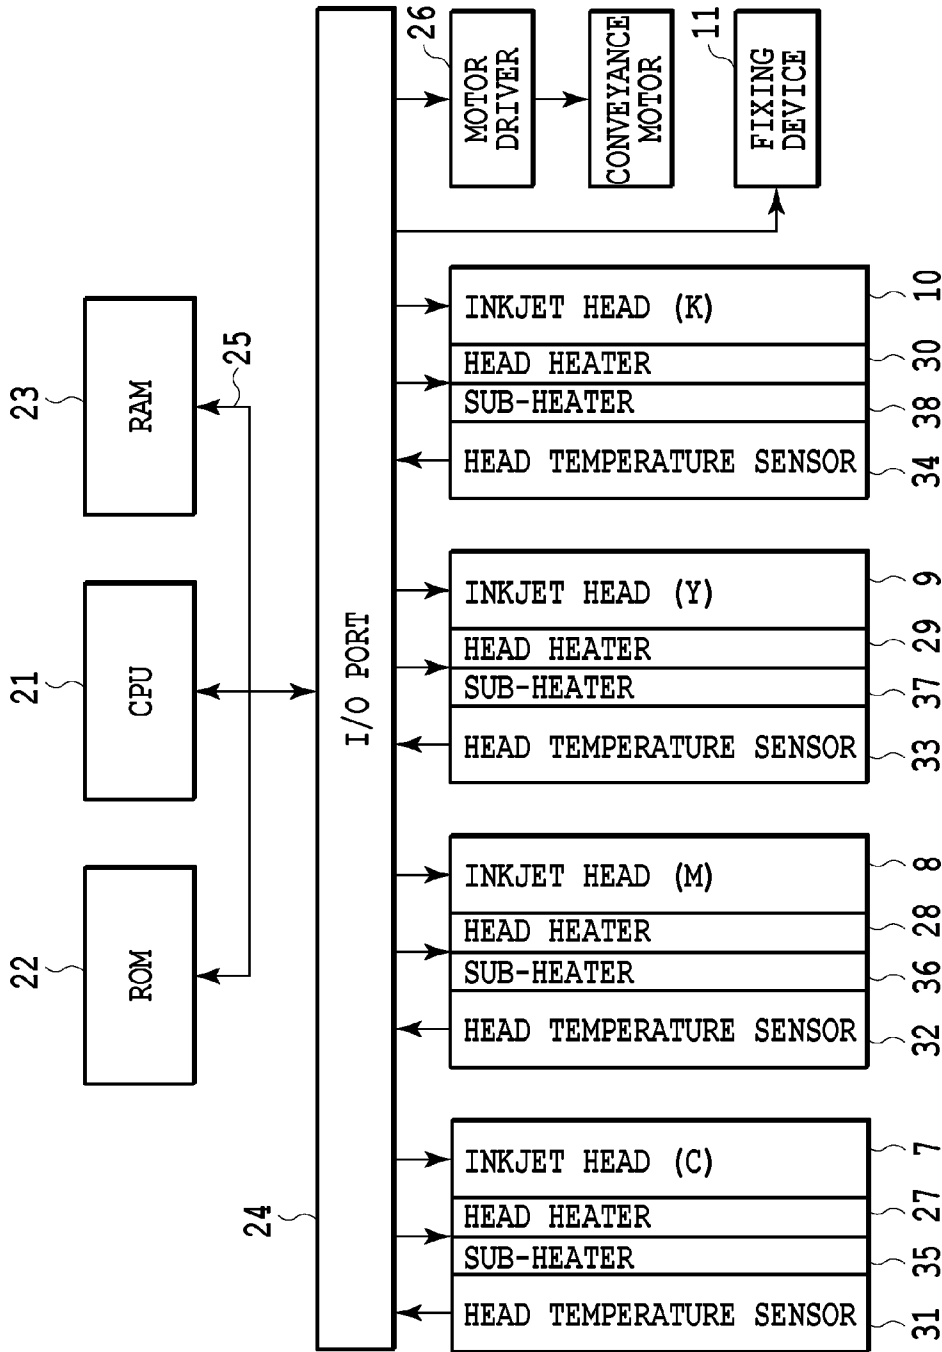 23
RAM
25
21
CPU
22
ROM
24
I/O PORT
26
MOTOR
DRIVER
CONVEYANCE
MOTOR
11
FIXING
DEVICE
INKJET HEAD (K)
10
HEAD HEATER
30
SUB-HEATER
38
HEAD TEMPERATURE SENSOR
34
INKJET HEAD (Y)
9
HEAD HEATER
29
SUB-HEATER
37
HEAD TEMPERATURE SENSOR
33
INKJET HEAD (M)
8
HEAD HEATER
28
SUB-HEATER
36
HEAD TEMPERATURE SENSOR
32
INKJET HEAD (C)
7
HEAD HEATER
27
SUB-HEATER
35
HEAD TEMPERATURE SENSOR
31